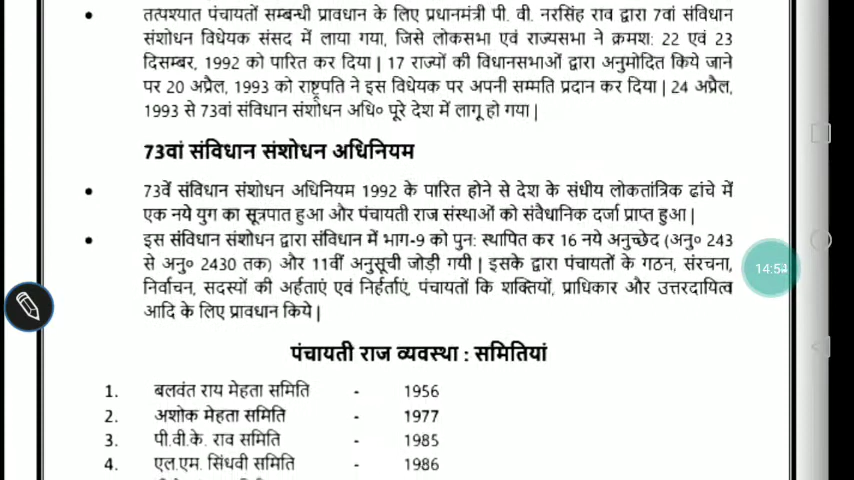 तत्पश्यात पंचायतों सम्बन्धी प्रावधान के लिए प्रधानमंत्री पी. वी. नरसिंह राव द्वारा 7वां संविधान
संशोधन विधेयक संसद में लाया गया, जिसे लोकसभा एवं राज्यसभा ने क्रमश: 22 एवं 23
दिसम्बर, 1992 को पारित कर दिया | 17 राज्यों की विधानसभाओं द्वारा अनुमोदित किये जाने
पर 20 अप्रैल, 1993 को राष्ट्रपति ने इस विधेयक पर अपनी सम्मति प्रदान कर दिया | 24 अप्रैल,
1993 से 73वां संविधान संशोधन अधि० पूरे देश में लागू हो गया |
73वां संविधान संशोधन अधिनियम
73वें संविधान संशोधन अधिनियम 1992 के पारित होने से देश के संधीय लोकतांत्रिक ढांचे में
एक नये युग का सूत्रपात हुआ और पंचायती राज संस्थाओं को संवैधानिक दर्जा प्राप्त हुआ |
इस संविधान संशोधन द्वारा संविधान में भाग-9 को पुन: स्थापित कर 16 नये अनुच्छेद (अनु० 243
से अनु० 2430 तक) और 11वीं अनुसूची जोड़ी गयी | इसके द्वारा पंचायतों के गठन, संरचना,
14:54
निर्वाचन, सदस्यों की अर्हताएं एवं निर्हर्ताएं, पंचायतों कि शक्तियों, प्राधिकार और उत्तरदायित्व
आदि के लिए प्रावधान किये |
पंचायती राज व्यवस्था : समितियां
1. बलवंत राय मेहता समिति - 1956
2. अशोक मेहता समिति - 1977
3. पी.वी.के. राव समिति - 1985
4. एल.एम. सिंधवी समिति - 1986